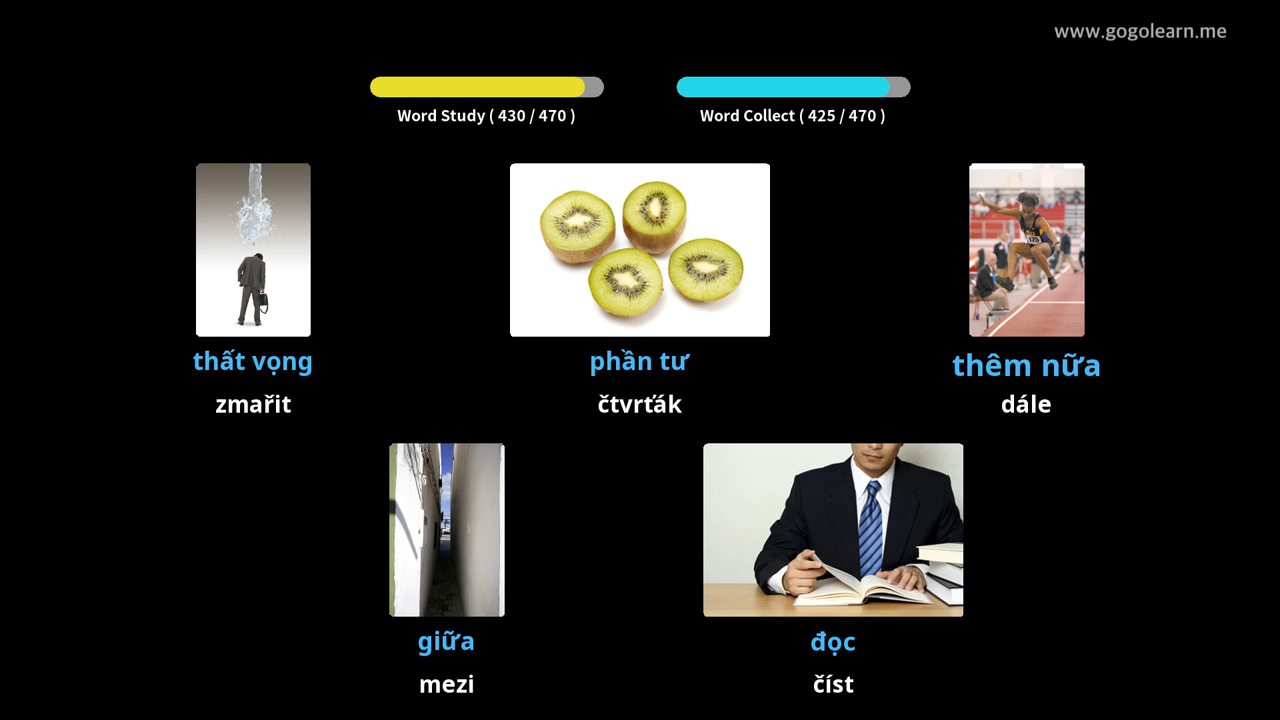 www.gogolearn.me
Word Study ( 430 / 470 )
Word Collect ( 425 / 470 )
thất vọng
phần tư
thêm nữa
zmařit
čtvrťák
dále
giữa
đọc
mezi
číst